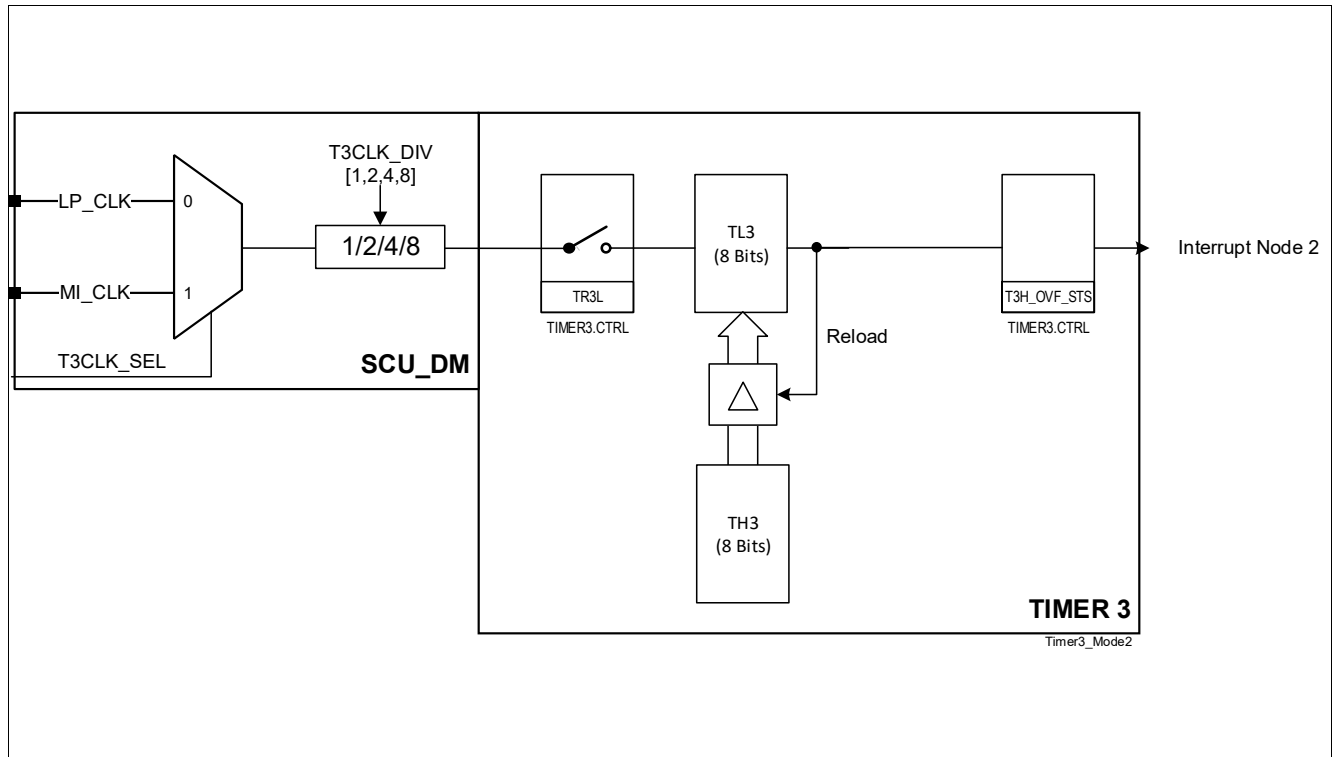 T3CLK_DIV
[1,2,4,8]
LP_CLK
0
1/2/4/8
MI_CLK
1
T3CLK_SEL
SCU_DM
TR3L
TIMER3.CTRL
TL3
(8 Bits)
T3H_OVF_STS
TIMER3.CTRL
Interrupt Node 2
Reload
TH3
(8 Bits)
TIMER 3
Timer3_Mode2